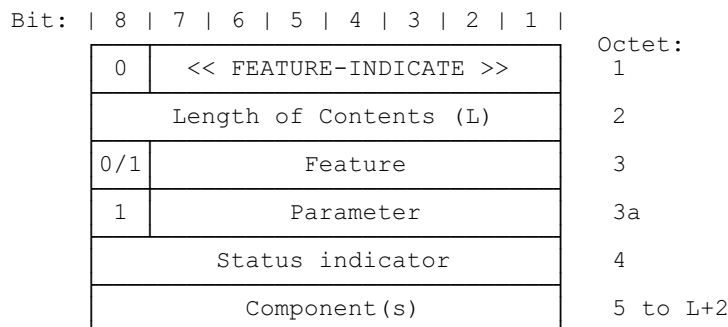 Bit: | 8 | 7 | 6 | 5 | 4 | 3 | 2 | 1 |
Octet:
0 << FEATURE-INDICATE >> 1
Length of Contents (L) 2
0/1 Feature 3
1 Parameter 3a
Status indicator 4
Component(s) 5 to L+2